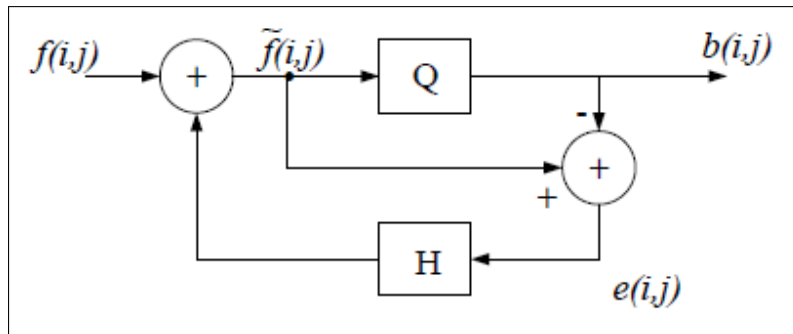 f(i,j)
+
f̃(i,j)
Q
b(i,j)
-
+
+
H
e(i,j)